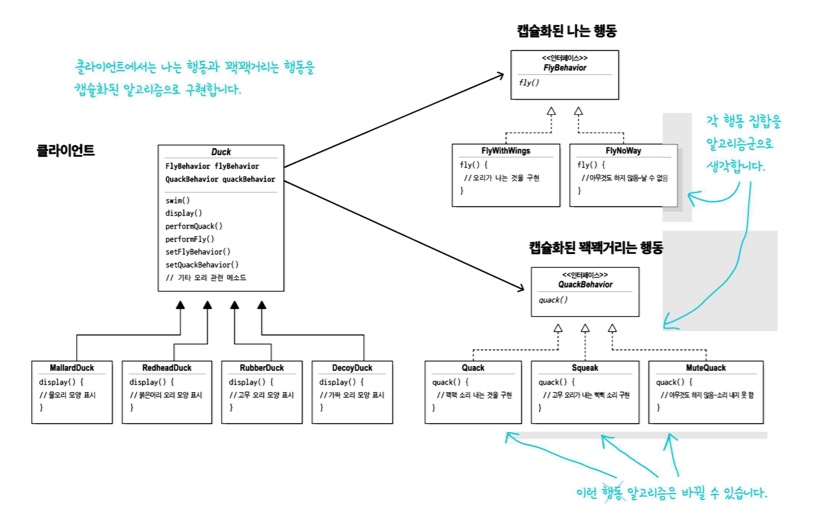 캡슐화된 나는 행동
<<인터페이스>>
FlyBehavior
fly()
클라이언트에서는 나는 행동과 꽥꽥거리는 행동을
캡슐화된 알고리즘으로 구현합니다.
각 행동 집합을
알고리즘군으로
생각합니다.
클라이언트
Duck
FlyBehavior flyBehavior
QuackBehavior quackBehavior
swim()
display()
performQuack()
performFly()
setFlyBehavior()
setQuackBehavior()
// 기타 오리 관련 메소드
FlyWithWings
fly() {
// 오리가 나는 것을 구현
}
FlyNoWay
fly() {
// 아무것도 하지 않음-날 수 없음
}
캡슐화된 꽥꽥거리는 행동
<<인터페이스>>
QuackBehavior
quack()
MallardDuck
display() {
// 물오리 모양 표시
}
RedheadDuck
display() {
// 붉은머리 오리 모양 표시
}
RubberDuck
display() {
// 고무 오리 모양 표시
}
DecoyDuck
display() {
// 가짜 오리 모양 표시
}
Quack
quack() {
// 꽥꽥 소리 내는 것을 구현
}
Squeak
quack() {
// 고무 오리가 내는 삑삑 소리 구현
}
MuteQuack
quack() {
// 아무것도 하지 않음-소리 내지 못 함
}
이런 행동 알고리즘은 바뀔 수 있습니다.